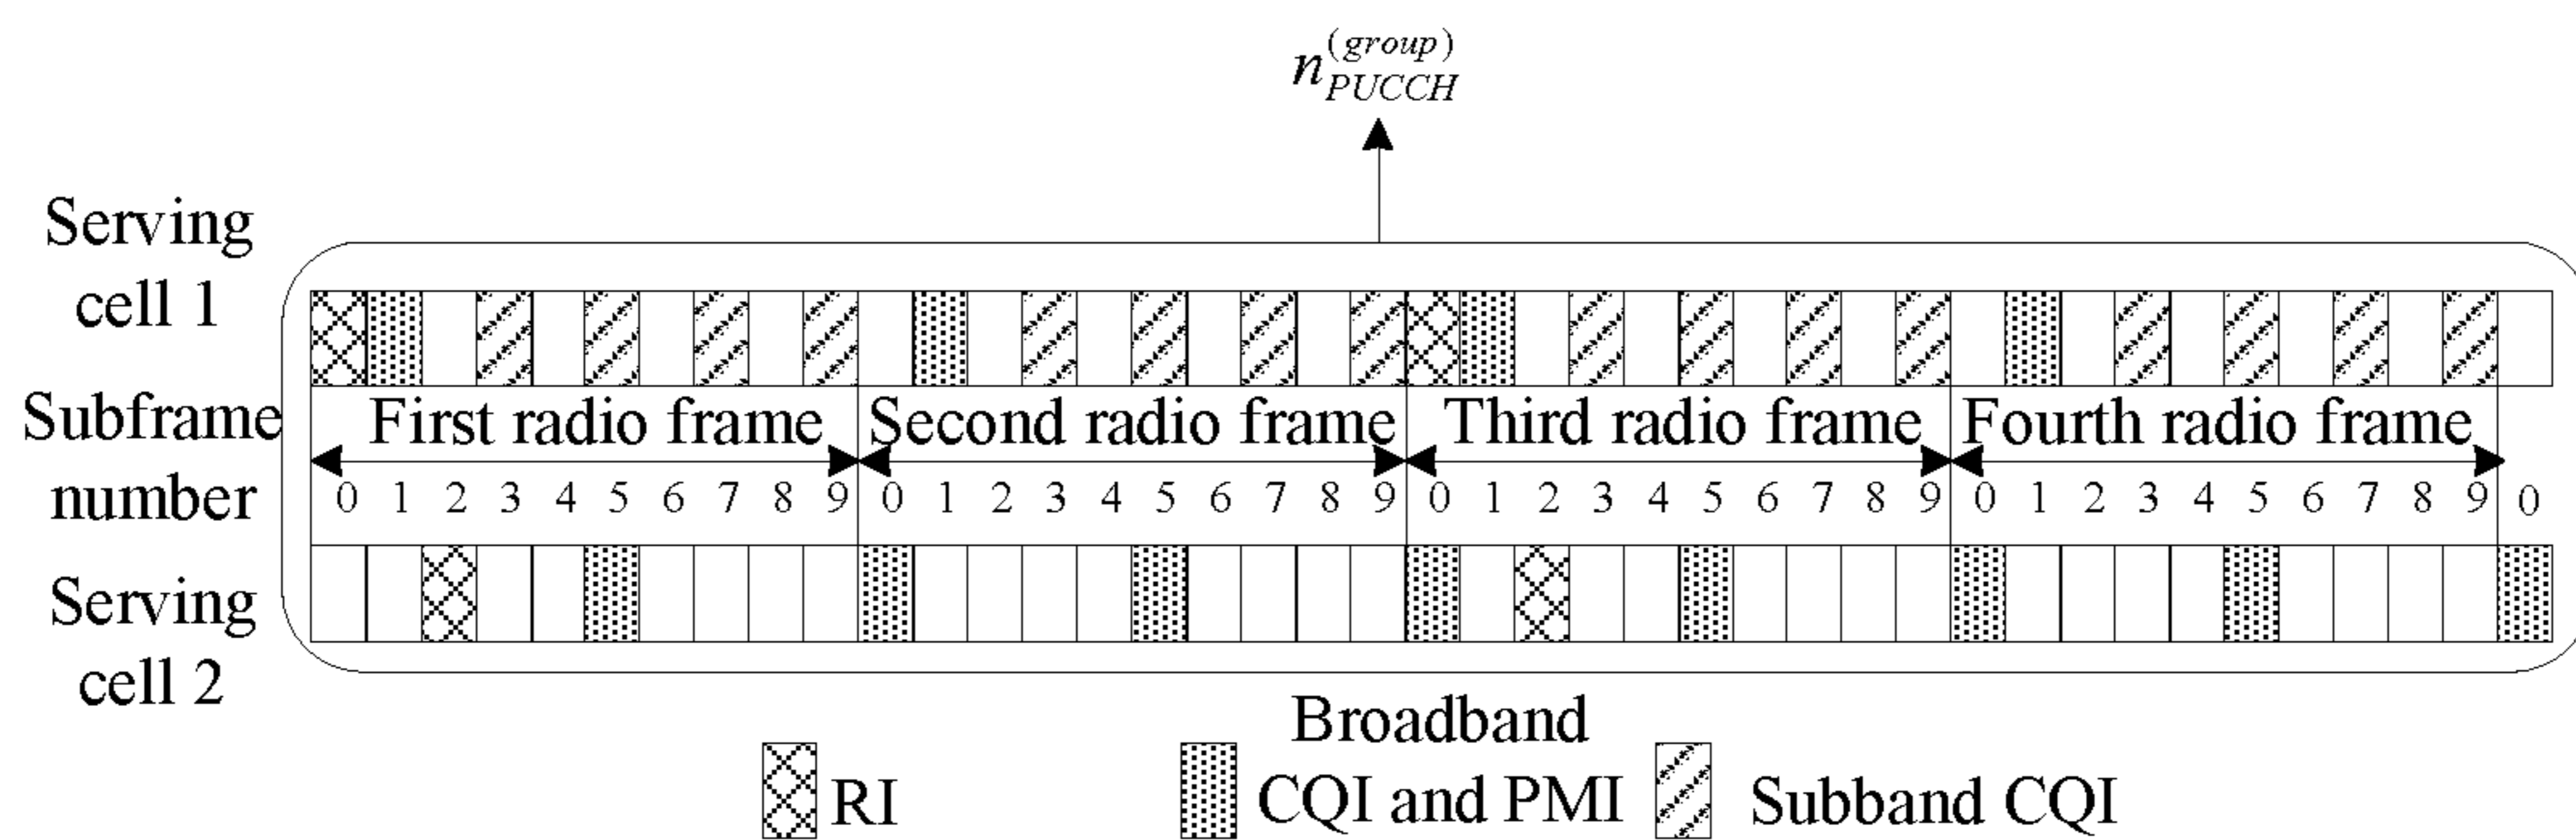 n_{PUCCH}^{(group)}
Serving
cell 1
Subframe
number
First radio frame Second radio frame Third radio frame Fourth radio frame
0 1 2 3 4 5 6 7 8 9 0 1 2 3 4 5 6 7 8 9 0 1 2 3 4 5 6 7 8 9 0 1 2 3 4 5 6 7 8 9 0
Serving
cell 2
RI
Broadband
CQI and PMI
Subband CQI